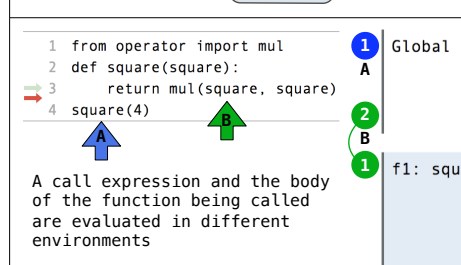 1 from operator import mul
2 def square(square):
3 return mul(square, square)
4 square(4)
A
B
A call expression and the body
of the function being called
are evaluated in different
environments
1 Global
A
2
B
1 f1: squ